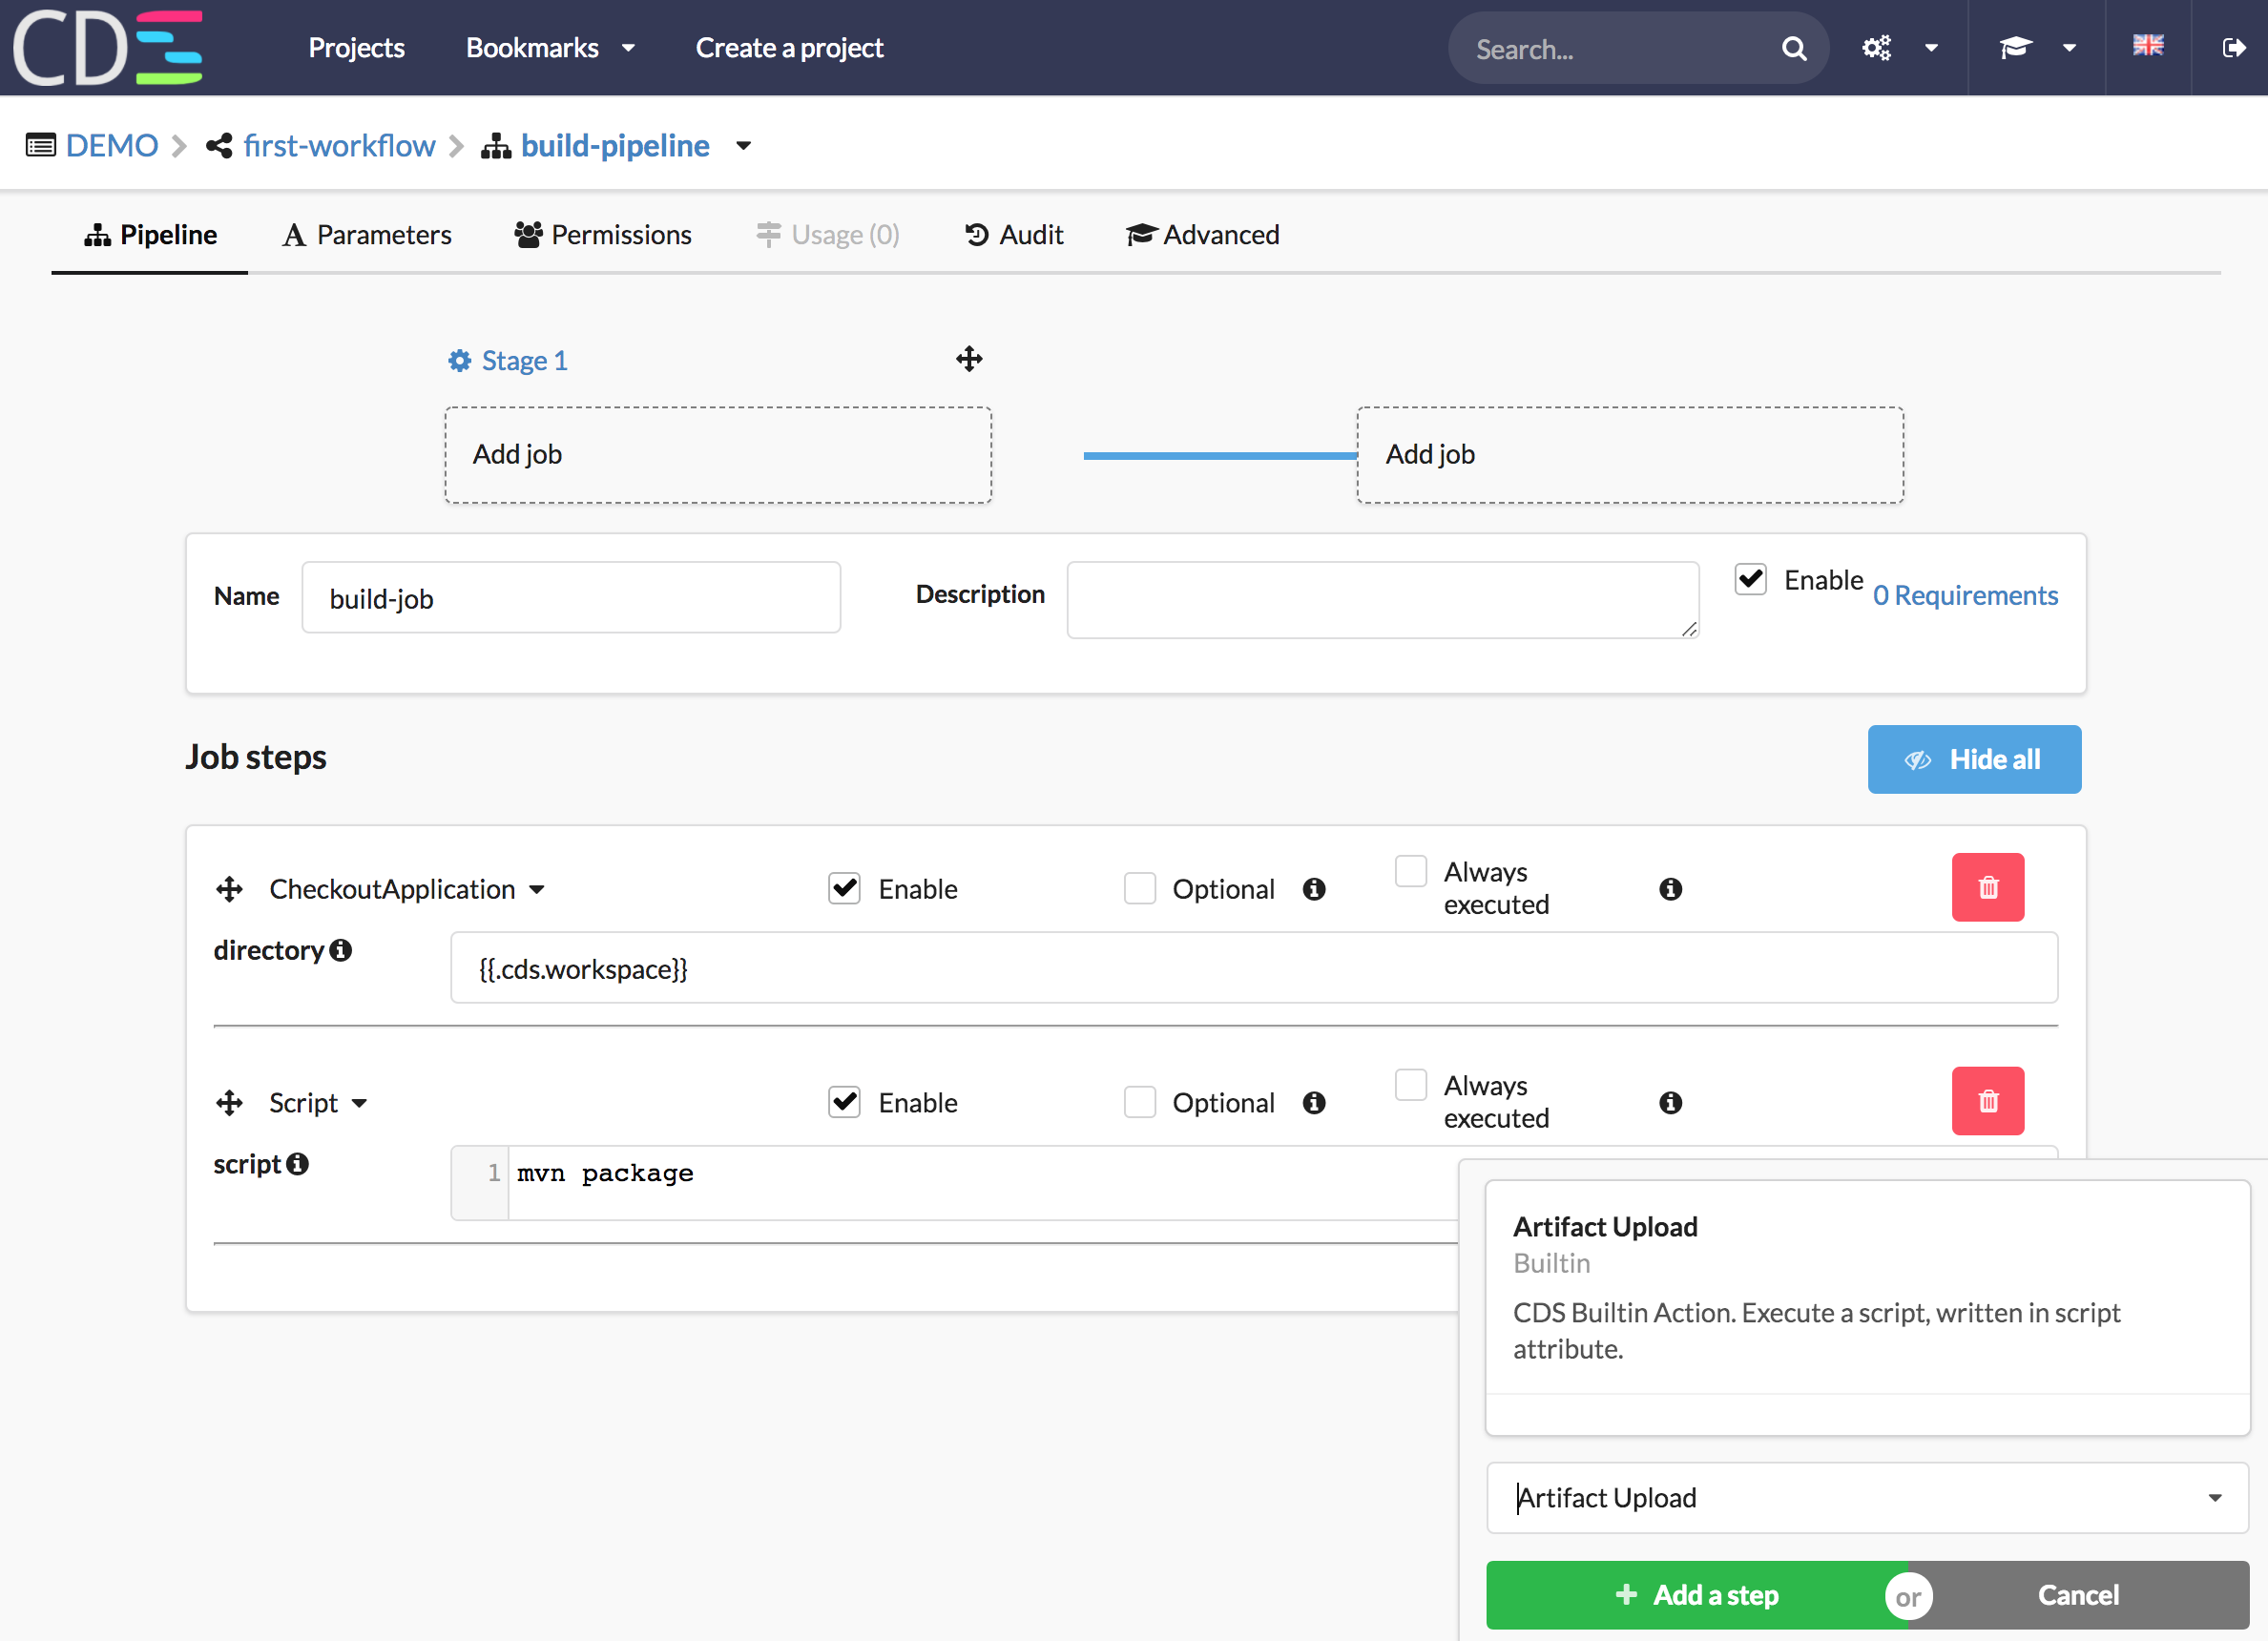 CDS
Projects Bookmarks Create a project Search...
DEMO first-workflow build-pipeline
Pipeline Parameters Permissions Usage (0) Audit Advanced
Stage 1
Add job Add job
Name build-job Description Enable 0 Requirements
Job steps Hide all
CheckoutApplication Enable Optional Always
executed
directory {{.cds.workspace}}
Script Enable Optional Always
executed
script 1 mvn package
Artifact Upload
Builtin
CDS Builtin Action. Execute a script, written in script
attribute.
Artifact Upload
Add a step or Cancel